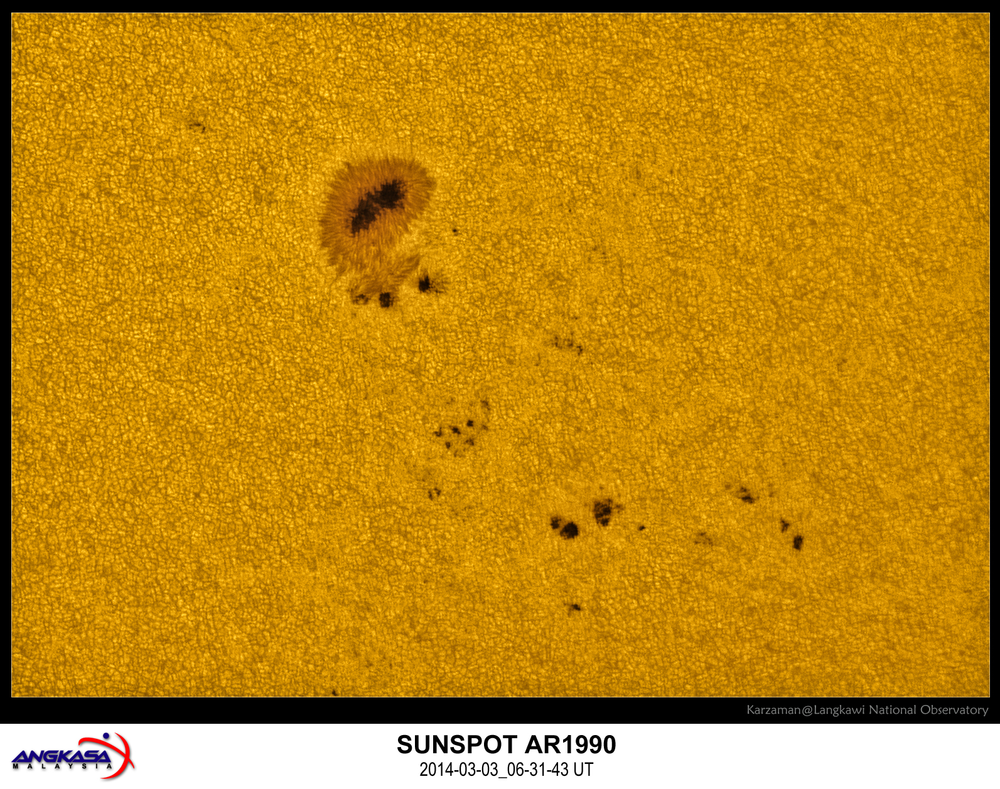 Karzaman@Langkawi National Observatory
ANGKASA
MALAYSIA
SUNSPOT AR1990
2014-03-03_06-31-43 UT